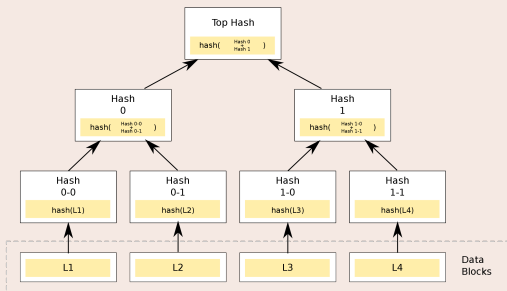 Top Hash
hash( Hash 0 + Hash 1 )
Hash
0
hash( Hash 0-0 + Hash 0-1 )
Hash
1
hash( Hash 1-0 + Hash 1-1 )
Hash
0-0
hash(L1)
Hash
0-1
hash(L2)
Hash
1-0
hash(L3)
Hash
1-1
hash(L4)
L1
L2
L3
L4
Data
Blocks